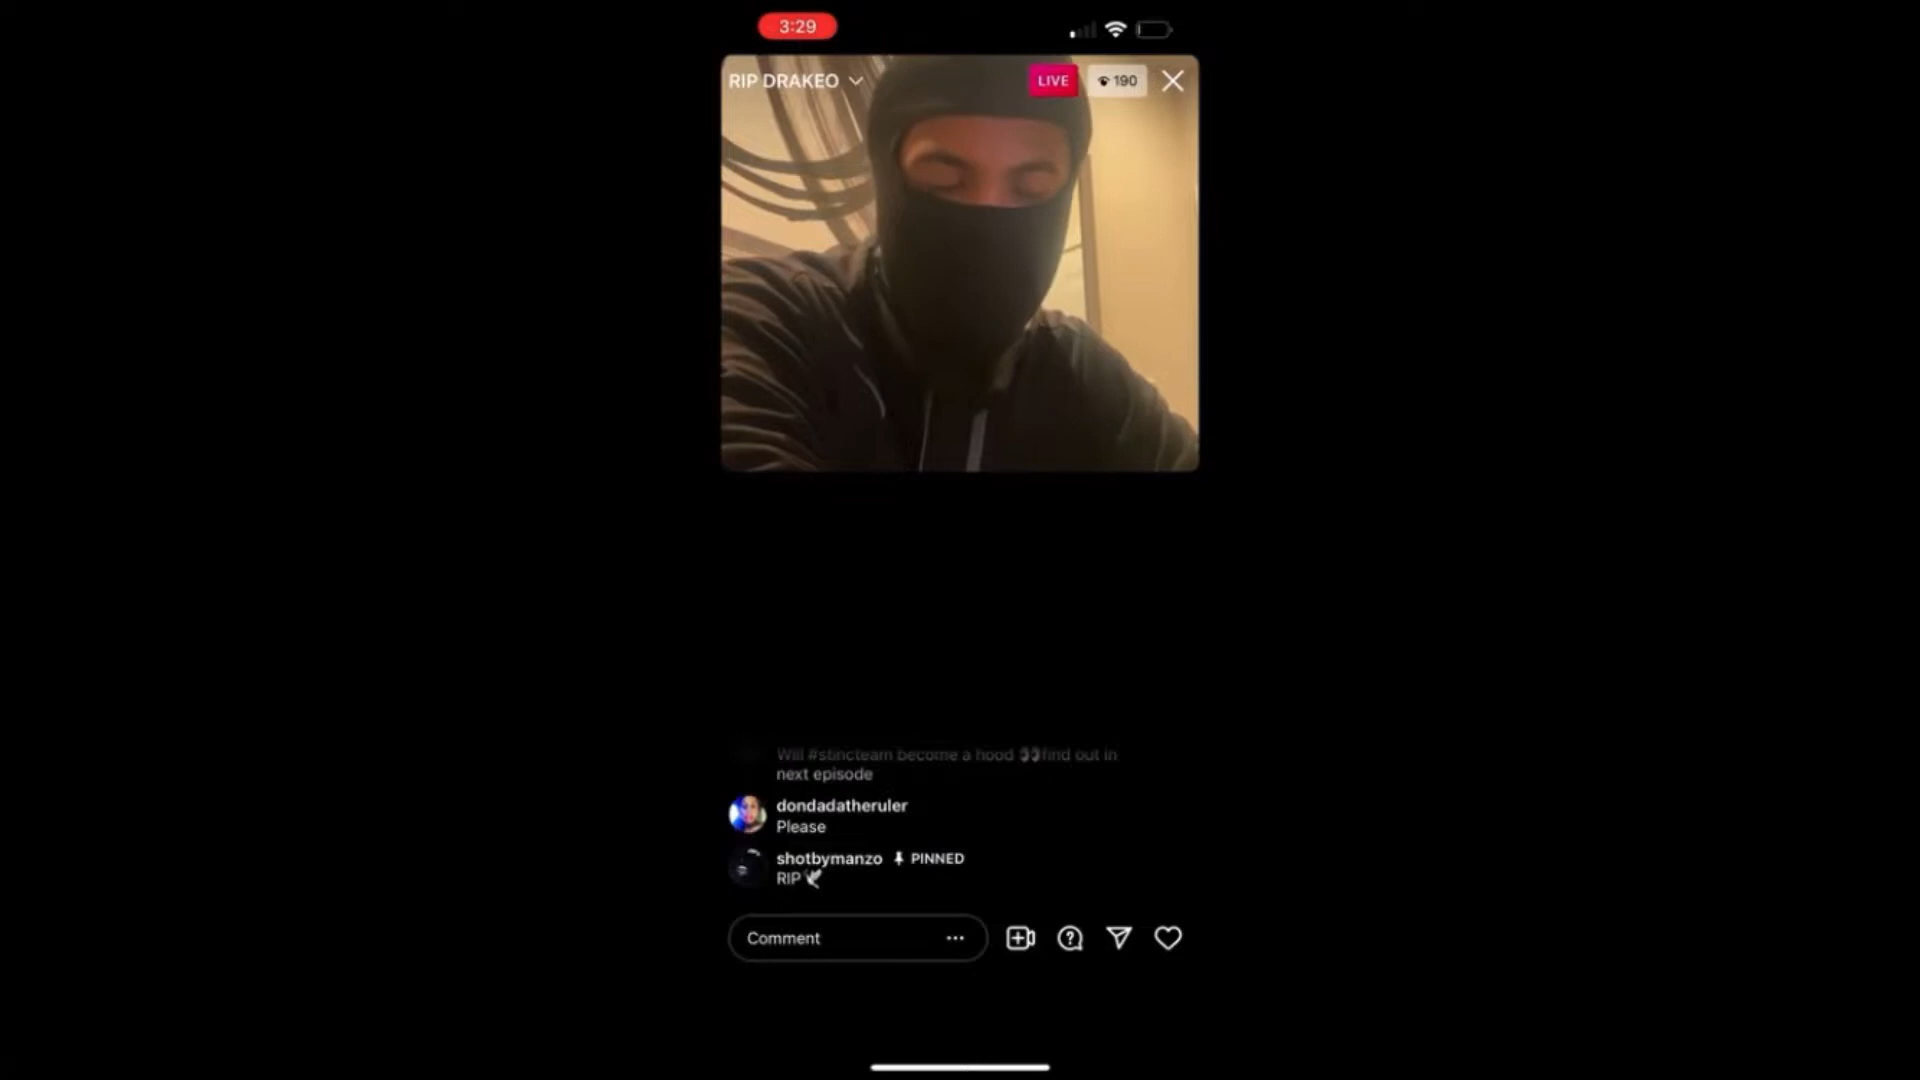 3:29
RIP DRAKEO
LIVE
190
Will #stincteam become a hood 👀find out in
next episode
dondadatheruler
Please
shotbymanzo PINNED
RIP🕊
Comment